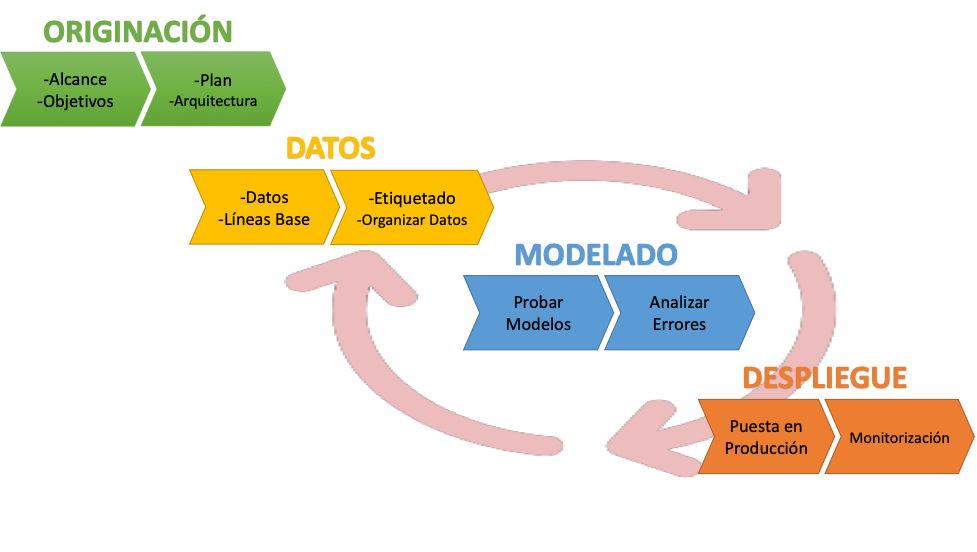 ORIGINACIÓN
-Alcance
-Objetivos
-Plan
-Arquitectura
DATOS
-Datos
-Líneas Base
-Etiquetado
-Organizar Datos
MODELADO
Probar
Modelos
Analizar
Errores
DESPLIEGUE
Puesta en
Producción
Monitorización